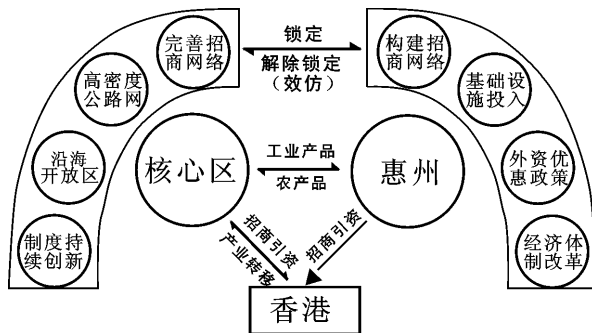 完善招
商网络
高密度
公路网
沿海
开放区
制度持
续创新
锁定
解除锁定
（效仿）
构建招
商网络
基础设
施投入
外资优
惠政策
经济体
制改革
核心区
工业产品
农产品
惠州
招商引资
产业转移
招商引资
香港